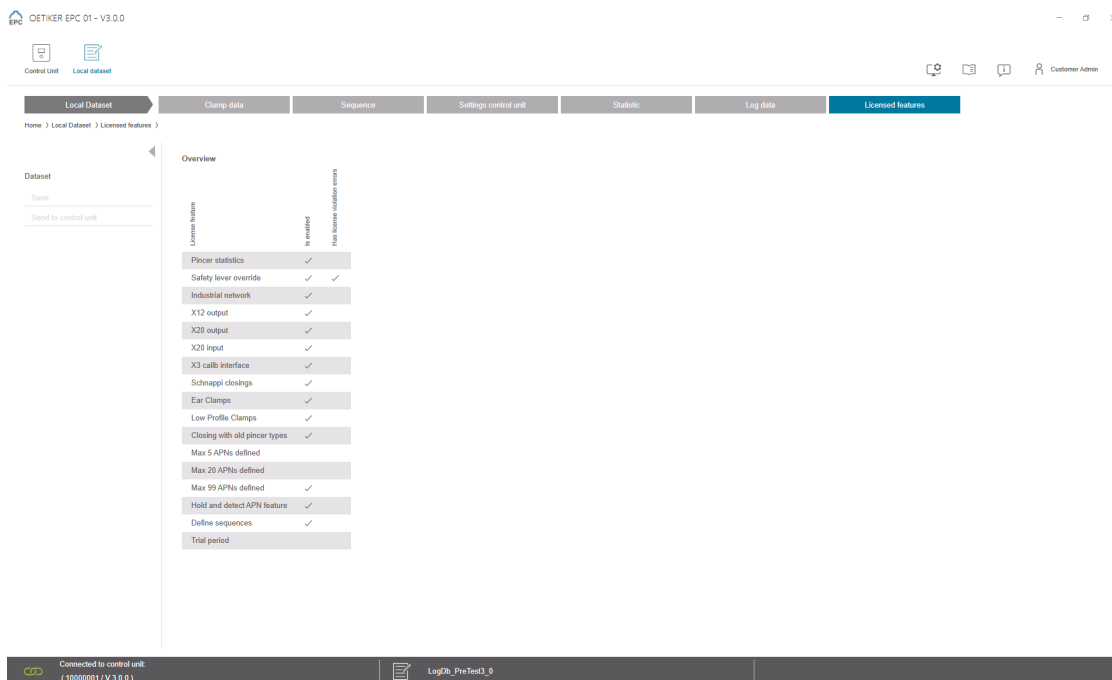 EPC OETIKER EPC 01 - V3.0.0
Control Unit Local dataset
Customer Admin
Local Dataset Clamp data Sequence Settings control unit Statistic Log data Licensed features
Home > Local Dataset > Licensed features >
Overview
Dataset
Save
Send to control unit
License feature
Is enabled
Has license violation errors
Pincer statistics
Safety lever override
Industrial network
X12 output
X20 output
X20 input
X3 calib interface
Schnappi closings
Ear Clamps
Low Profile Clamps
Closing with old pincer types
Max 5 APNs defined
Max 20 APNs defined
Max 99 APNs defined
Hold and detect APN feature
Define sequences
Trial period
Connected to control unit:
( 10000001 / V 3.0.0 )
LogDb_PreTest3_0